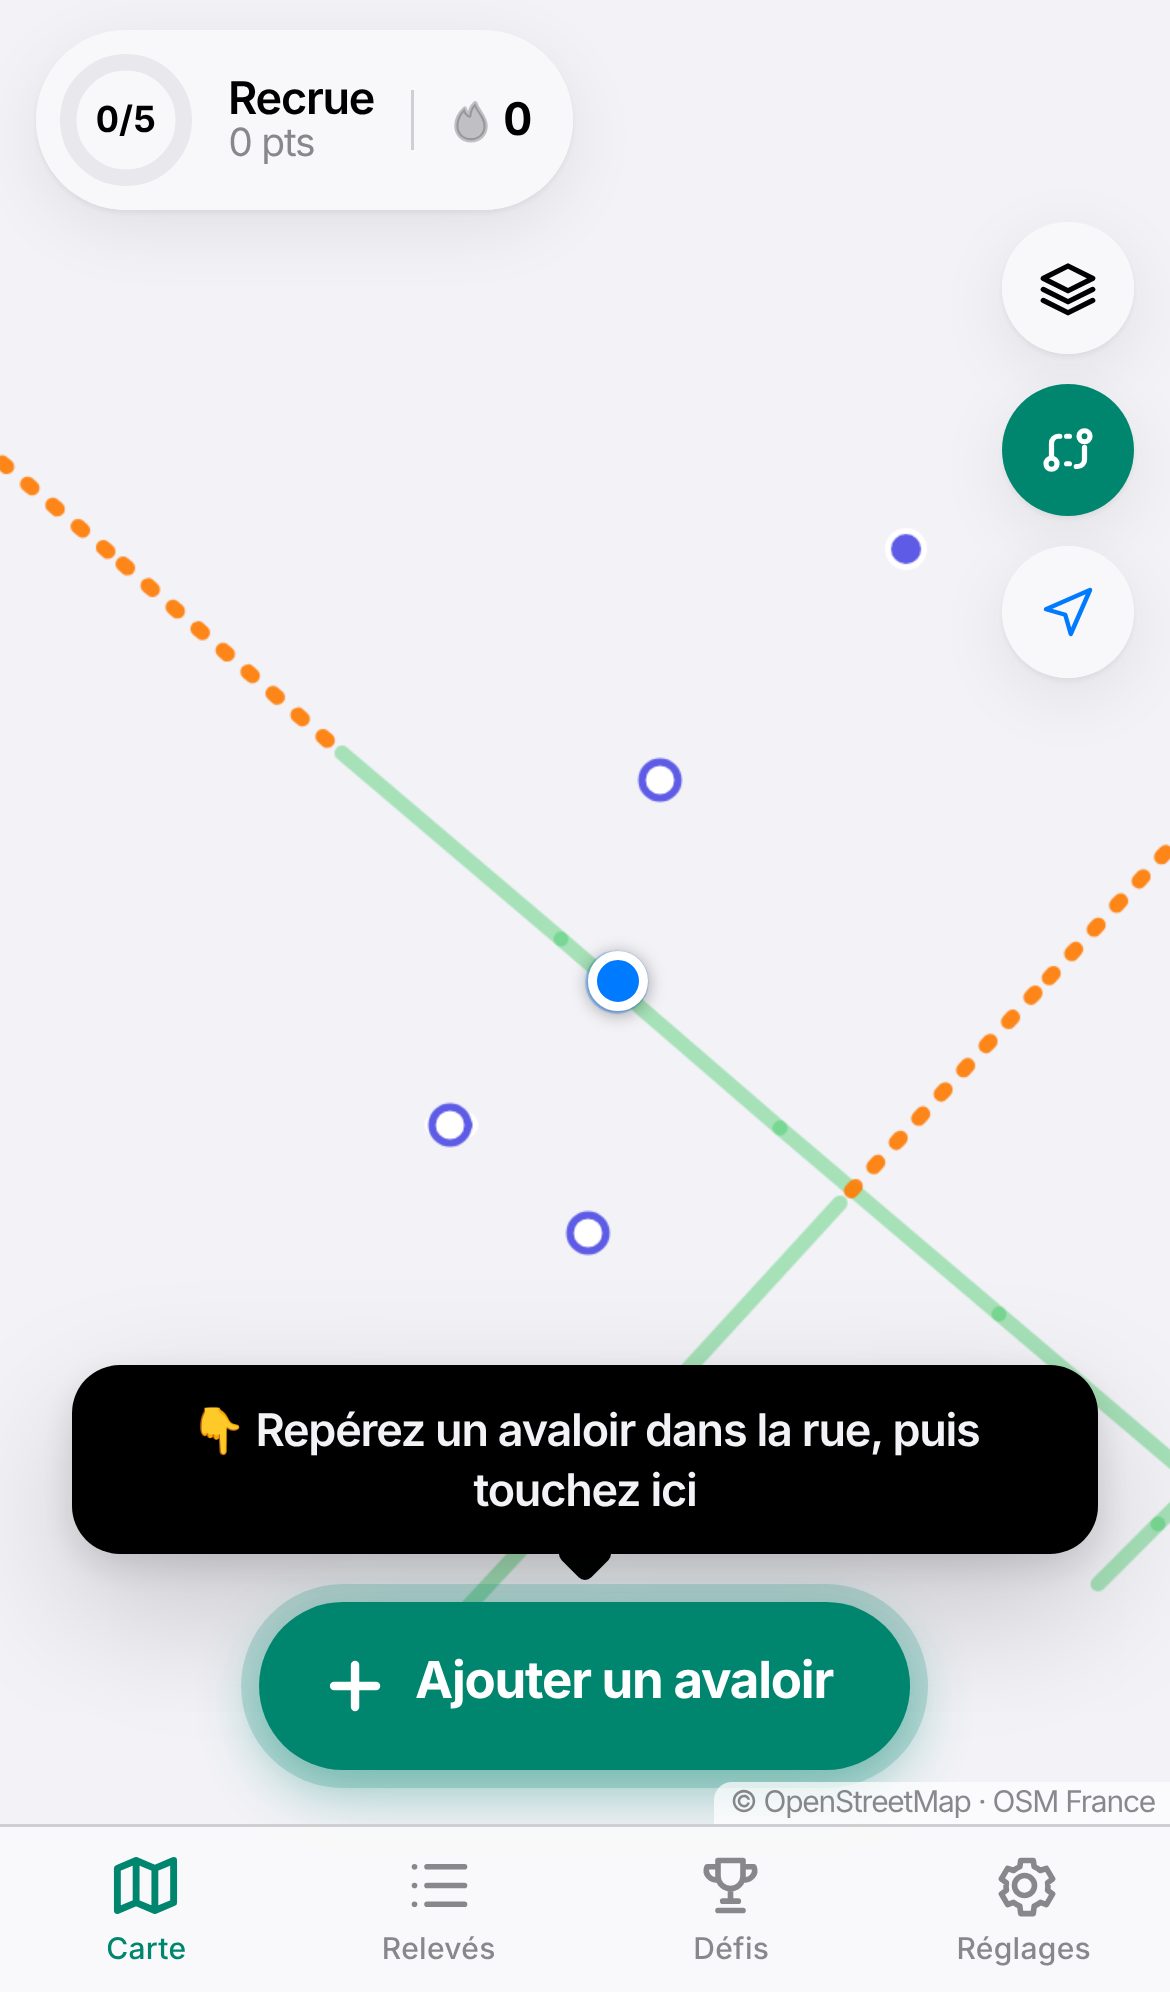 0/5
Recrue
0 pts
0
👇 Repérez un avaloir dans la rue, puis
touchez ici
Ajouter un avaloir
© OpenStreetMap · OSM France
Carte
Relevés
Défis
Réglages